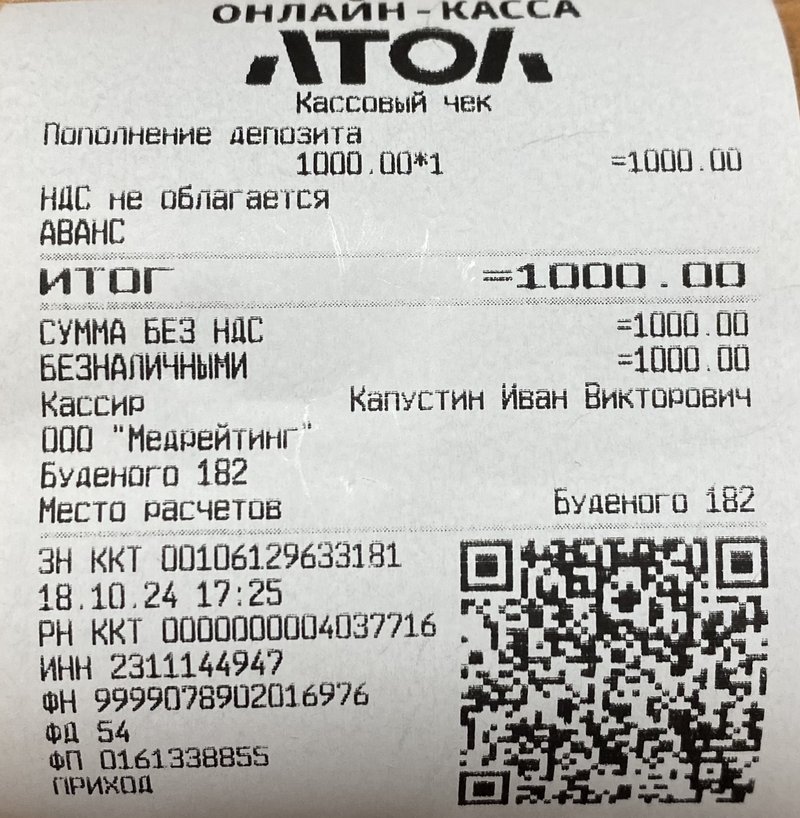 ОНЛАЙН-КАССА
АТОЛ
Кассовый чек
Пополнение депозита
1000.00*1 =1000.00
НДС не облагается
АВАНС
ИТОГ =1000.00
СУММА БЕЗ НДС =1000.00
БЕЗНАЛИЧНЫМИ =1000.00
Кассир Капустин Иван Викторович
ООО "Медрейтинг"
Буденого 182
Место расчетов Буденого 182
ЗН ККТ 00106129633181
18.10.24 17:25
РН ККТ 0000000004037716
ИНН 2311144947
ФН 9999078902016976
ФД 54
ФП 0161338855
ПРИХОД